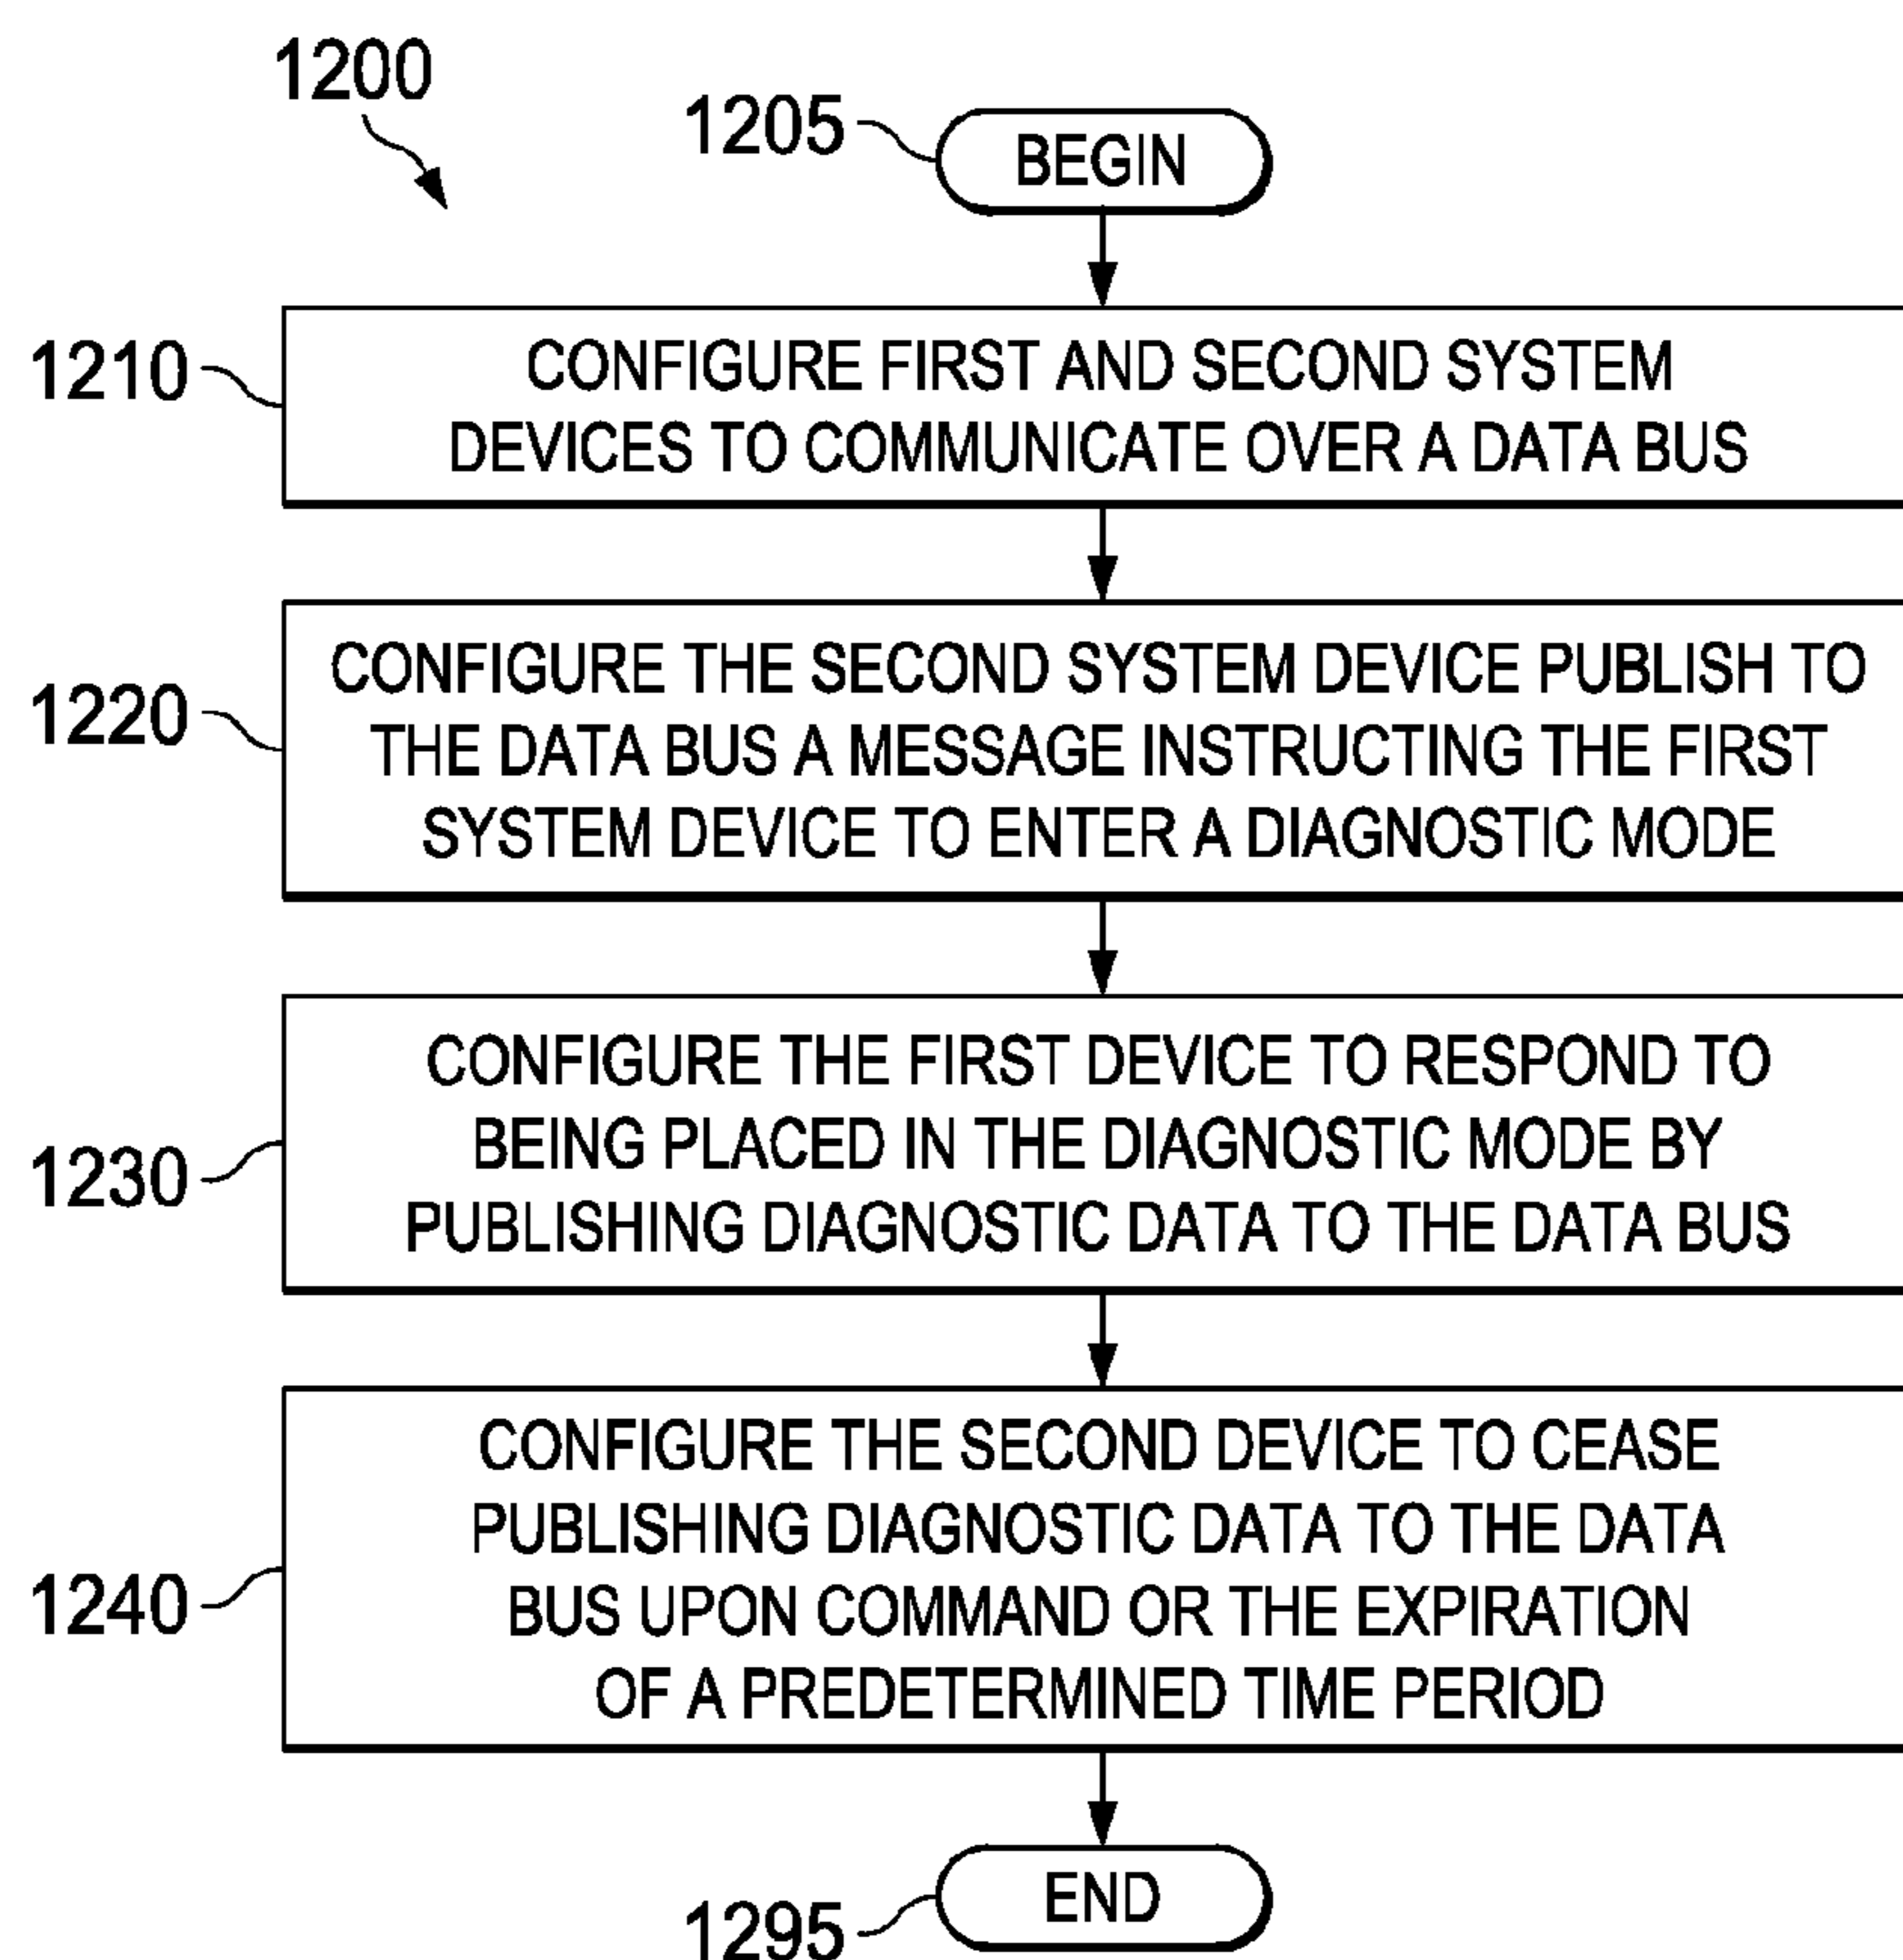 1200
1205
BEGIN
1210
CONFIGURE FIRST AND SECOND SYSTEM
DEVICES TO COMMUNICATE OVER A DATA BUS
1220
CONFIGURE THE SECOND SYSTEM DEVICE PUBLISH TO
THE DATA BUS A MESSAGE INSTRUCTING THE FIRST
SYSTEM DEVICE TO ENTER A DIAGNOSTIC MODE
1230
CONFIGURE THE FIRST DEVICE TO RESPOND TO
BEING PLACED IN THE DIAGNOSTIC MODE BY
PUBLISHING DIAGNOSTIC DATA TO THE DATA BUS
1240
CONFIGURE THE SECOND DEVICE TO CEASE
PUBLISHING DIAGNOSTIC DATA TO THE DATA
BUS UPON COMMAND OR THE EXPIRATION
OF A PREDETERMINED TIME PERIOD
1295
END